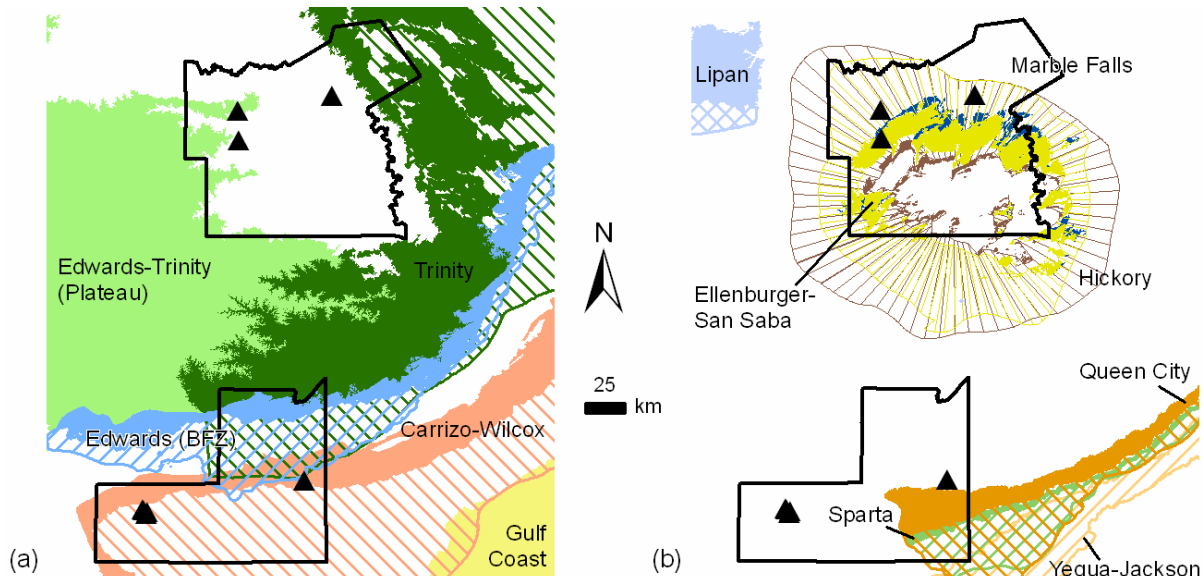 Edwards-Trinity
(Plateau)
Trinity
Edwards (BFZ)
Carrizo-Wilcox
Gulf
Coast
(a)
N
25
km
Lipan
Marble Falls
Hickory
Ellenburger-
San Saba
Queen City
Sparta
Yegua-Jackson
(b)